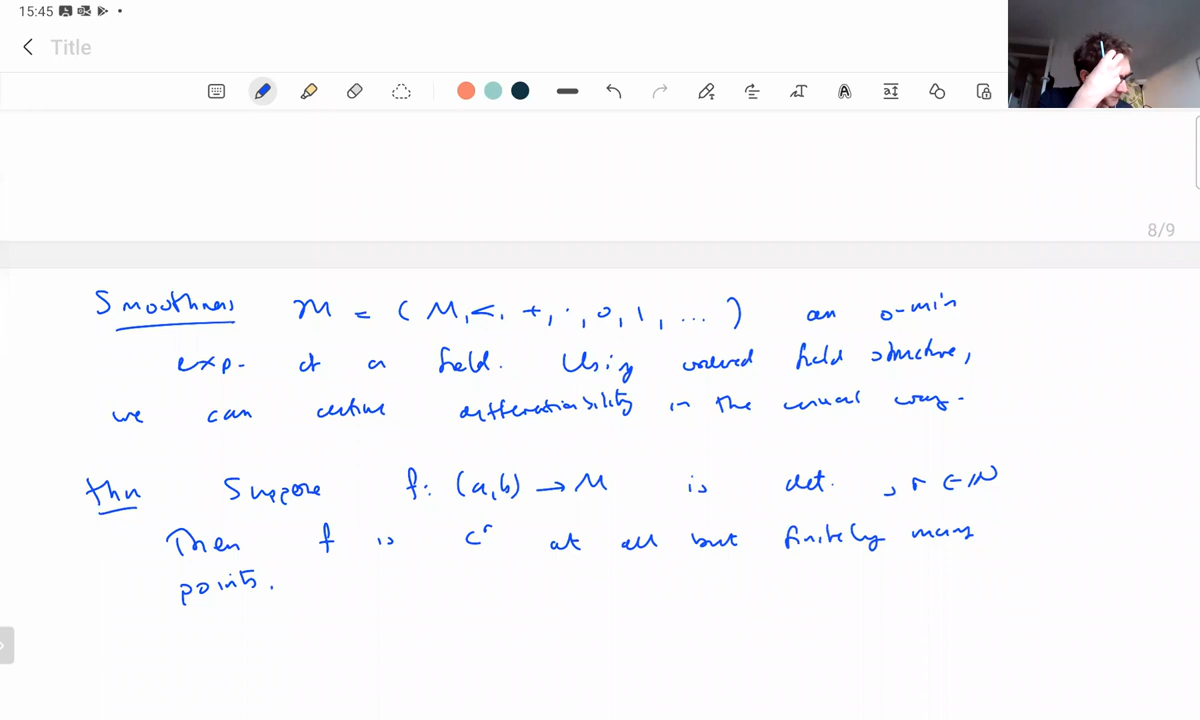 15:45
Title
8/9
Smoothness M = (M, <, +, ·, 0, 1, ... ) an o-min
exp. of a field. Using ordered field structure,
we can define differentiability in the usual way.
thm Suppose f: (a,b) → M is def. , r ∈ ℕ
Then f is Cʳ at all but finitely many
points.